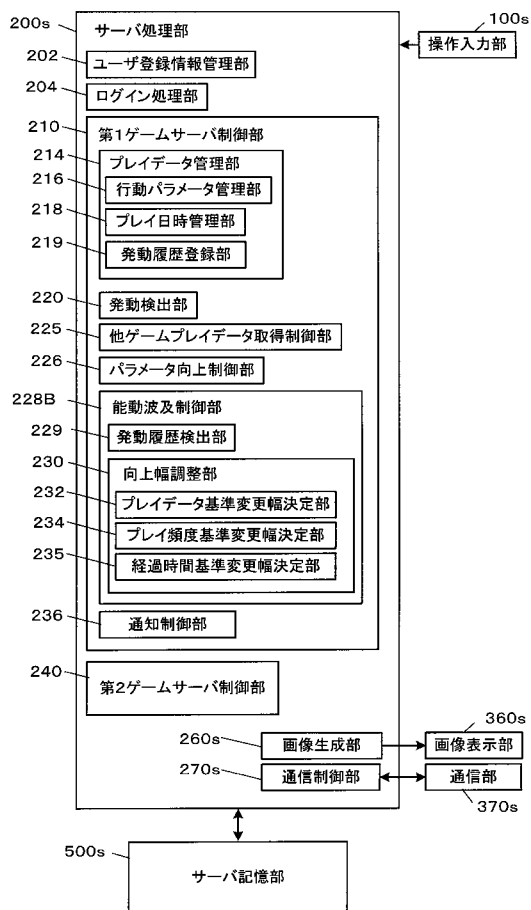 200s サーバ処理部
100s
操作入力部
202 ユーザ登録情報管理部
204 ログイン処理部
210 第1ゲームサーバ制御部
214 プレイデータ管理部
216 行動パラメータ管理部
218 プレイ日時管理部
219 発動履歴登録部
220 発動検出部
225 他ゲームプレイデータ取得制御部
226 パラメータ向上制御部
228B 能動波及制御部
229 発動履歴検出部
230 向上幅調整部
232 プレイデータ基準変更幅決定部
234 プレイ頻度基準変更幅決定部
235 経過時間基準変更幅決定部
236 通知制御部
240 第2ゲームサーバ制御部
260s 画像生成部
360s
画像表示部
270s 通信制御部
通信部
370s
500s サーバ記憶部